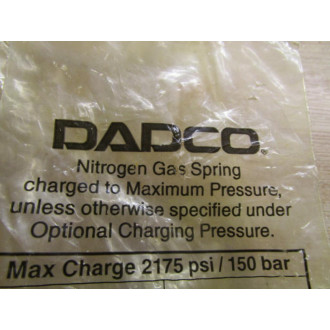 DADCO.
Nitrogen Gas Spring
charged to Maximum Pressure,
unless otherwise specified under
Optional Charging Pressure.
Max Charge 2175 psi / 150 bar